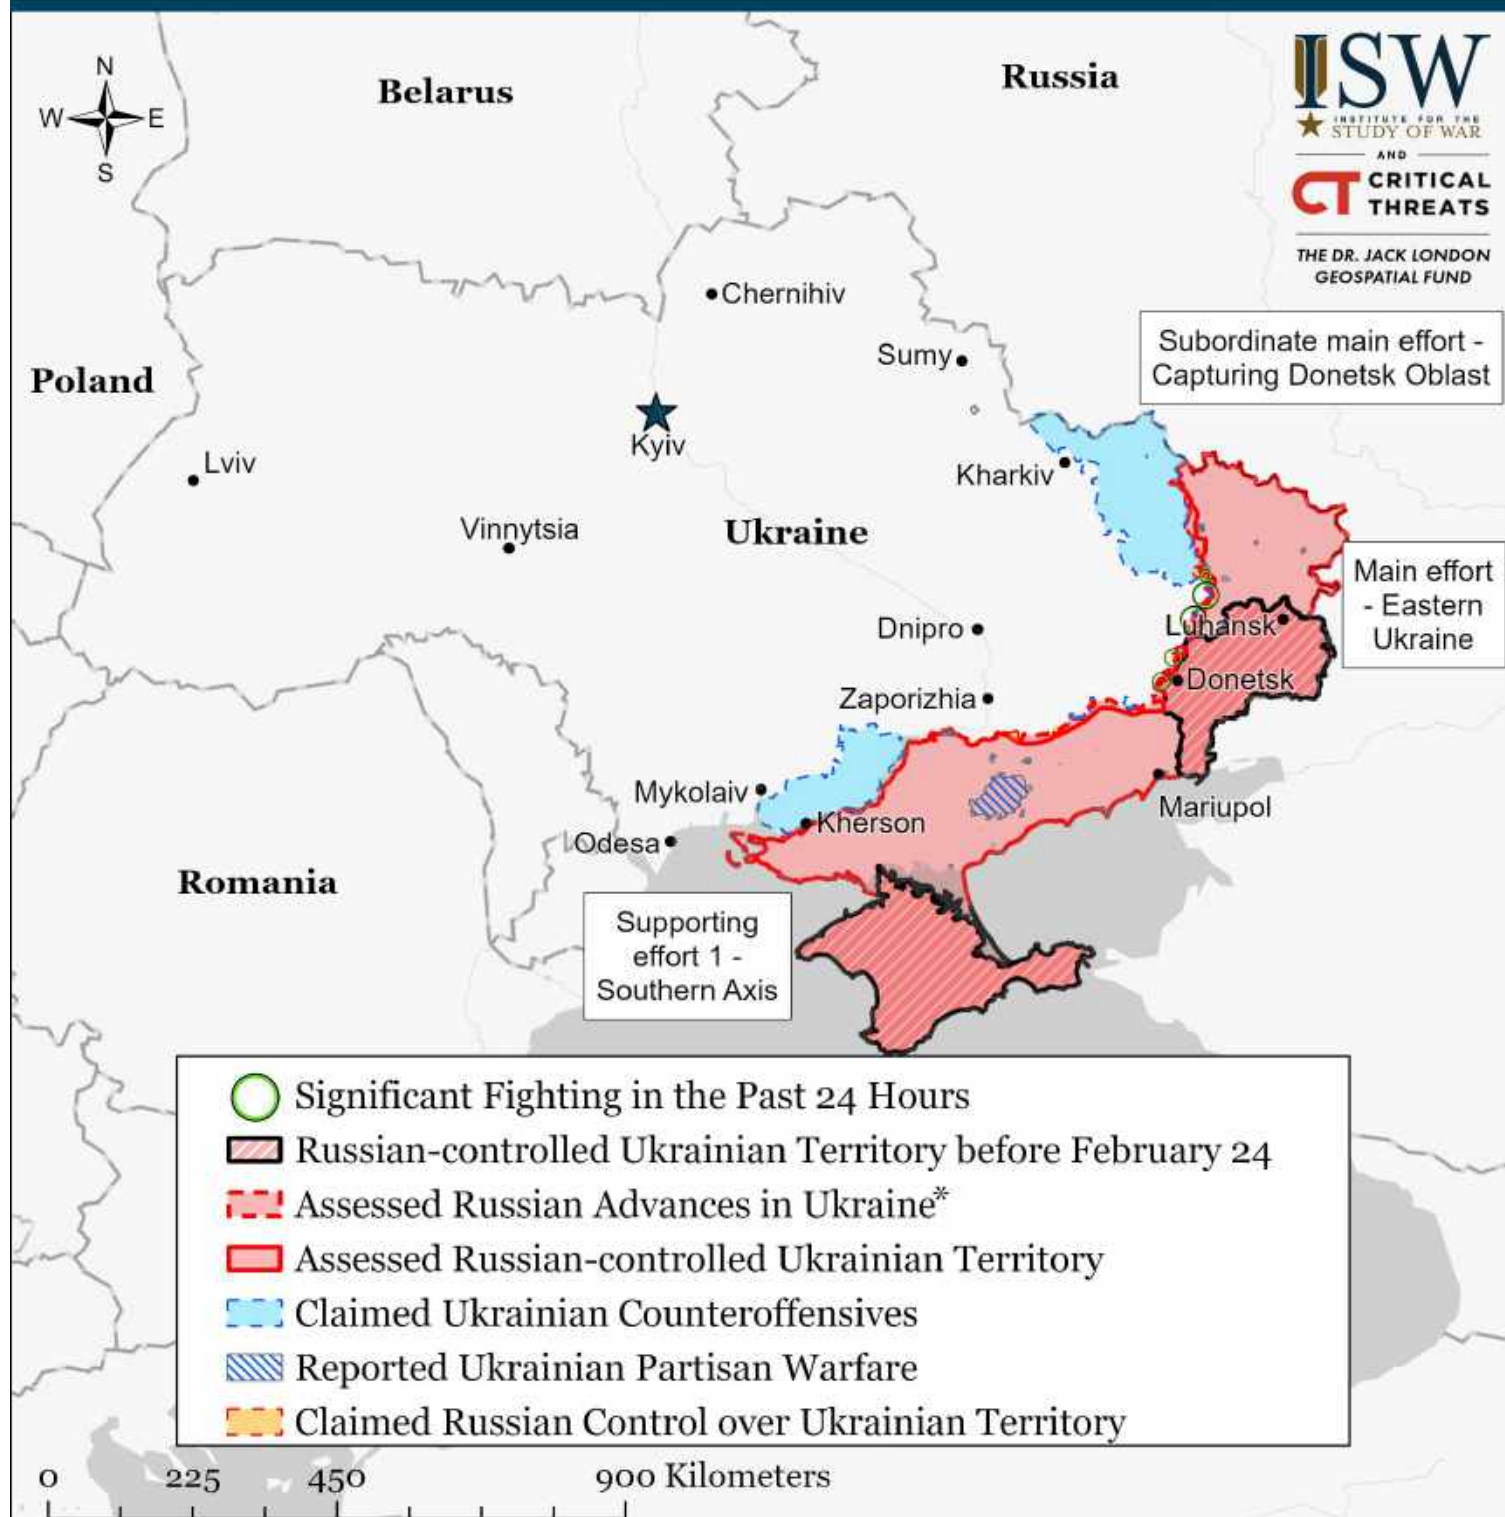 N
W
E
S
Belarus
Russia
ISW
INSTITUTE FOR THE
STUDY OF WAR
AND
CT CRITICAL
THREATS
THE DR. JACK LONDON
GEOSPATIAL FUND
Chernihiv
Subordinate main effort -
Capturing Donetsk Oblast
Sumy
Poland
Kyiv
Lviv
Kharkiv
Vinnytsia
Ukraine
Main effort
- Eastern
Ukraine
Dnipro
Luhansk
Donetsk
Zaporizhia
Mykolaiv
Mariupol
Kherson
Odesa
Romania
Supporting
effort 1 -
Southern Axis
Significant Fighting in the Past 24 Hours
Russian-controlled Ukrainian Territory before February 24
Assessed Russian Advances in Ukraine*
Assessed Russian-controlled Ukrainian Territory
Claimed Ukrainian Counteroffensives
Reported Ukrainian Partisan Warfare
Claimed Russian Control over Ukrainian Territory
0 225 450 900 Kilometers